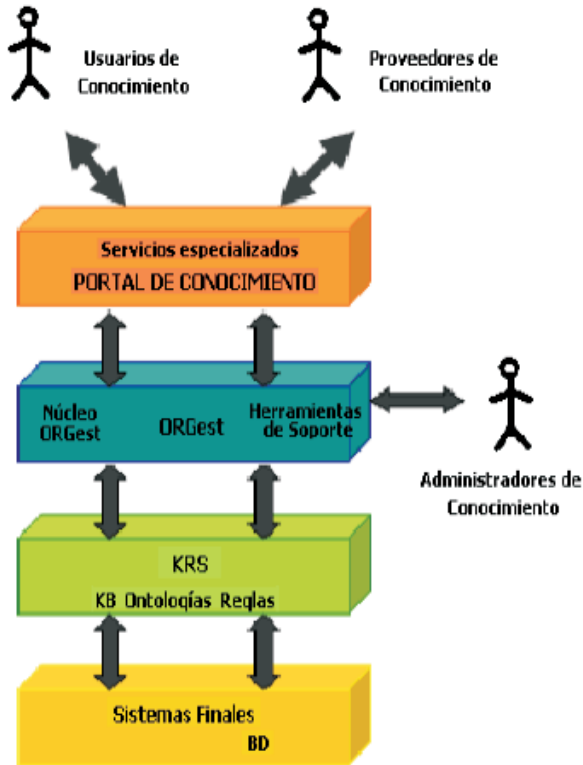 Usuarios de
Conocimiento
Proveedores de
Conocimiento
Servicios especializados
PORTAL DE CONOCIMIENTO
Núcleo
ORGest
ORGest
Herramientas
de Soporte
Administradores de
Conocimiento
KRS
KB Ontologías Reglas
Sistemas Finales
BD